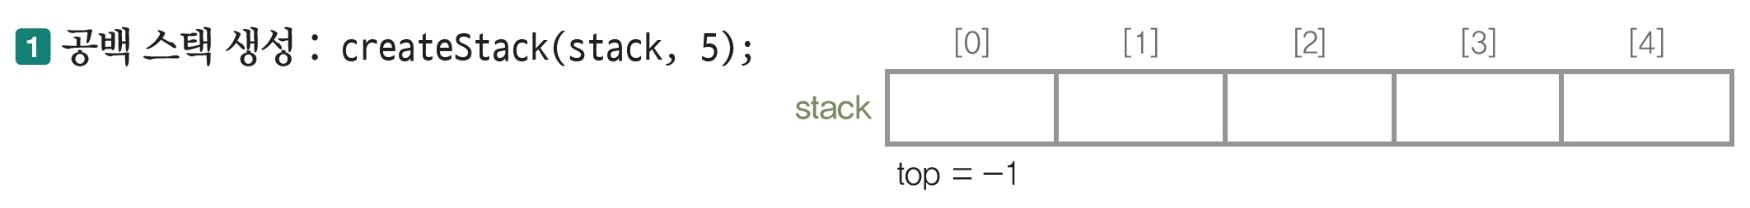 1 공백 스택 생성 : createStack(stack, 5);
[0] [1] [2] [3] [4]
stack
top = −1